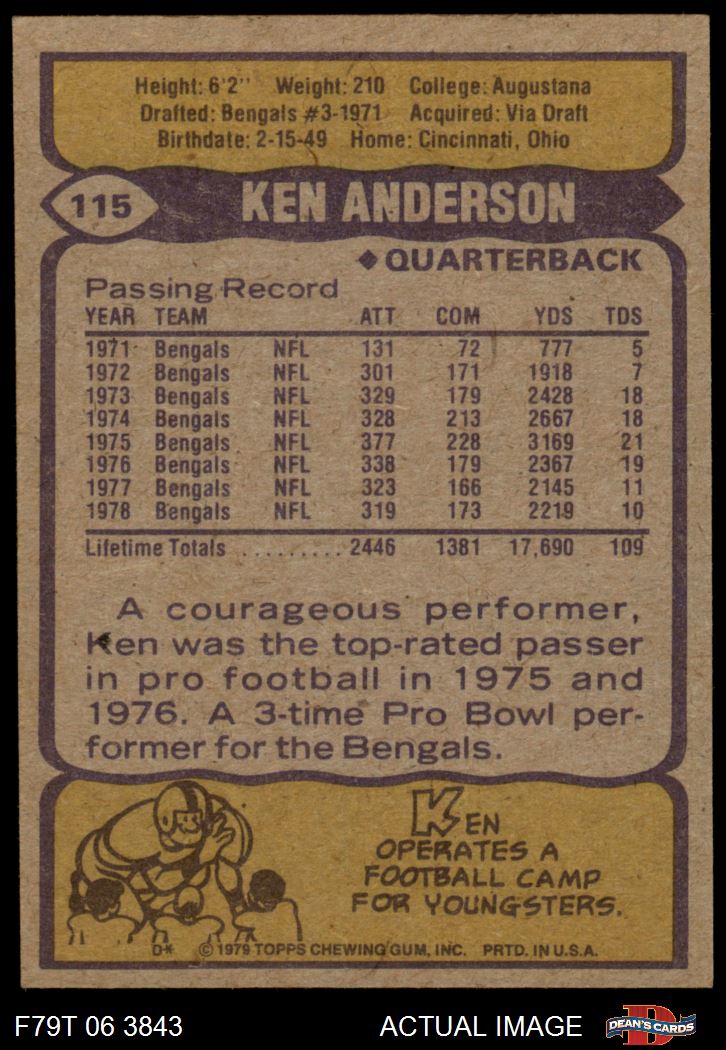 Height: 6'2" Weight: 210 College: Augustana
Drafted: Bengals #3-1971 Acquired: Via Draft
Birthdate: 2-15-49 Home: Cincinnati, Ohio
115 KEN ANDERSON
◆QUARTERBACK
Passing Record
YEAR TEAM ATT COM YDS TDS
1971 Bengals NFL 131 72 777 5
1972 Bengals NFL 301 171 1918 7
1973 Bengals NFL 329 179 2428 18
1974 Bengals NFL 328 213 2667 18
1975 Bengals NFL 377 228 3169 21
1976 Bengals NFL 338 179 2367 19
1977 Bengals NFL 323 166 2145 11
1978 Bengals NFL 319 173 2219 10
Lifetime Totals ......... 2446 1381 17,690 109
A courageous performer,
Ken was the top-rated passer
in pro football in 1975 and
1976. A 3-time Pro Bowl per-
former for the Bengals.
KEN
OPERATES A
FOOTBALL CAMP
FOR YOUNGSTERS.
D* © 1979 TOPPS CHEWING GUM, INC. PRTD. IN U.S.A.
F79T 06 3843 ACTUAL IMAGE D DEAN'S CARDS